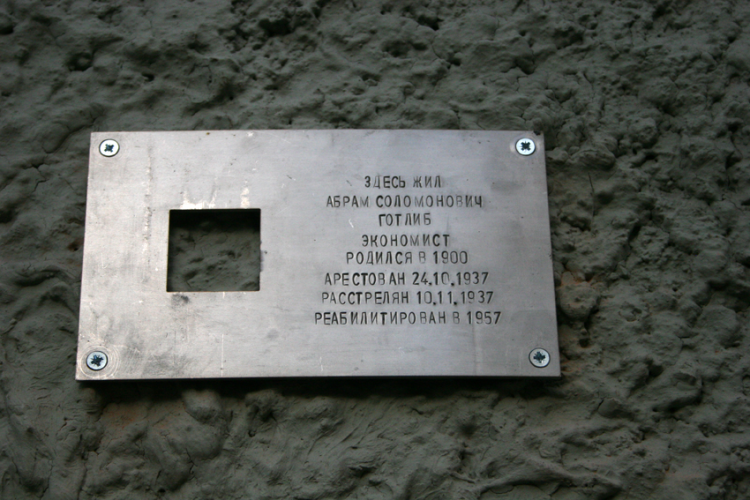 ЗДЕСЬ ЖИЛ
АБРАМ СОЛОМОНОВИЧ
ГОТЛИБ
ЭКОНОМИСТ
РОДИЛСЯ В 1900
АРЕСТОВАН 24.10.1937
РАССТРЕЛЯН 10.11.1937
РЕАБИЛИТИРОВАН В 1957